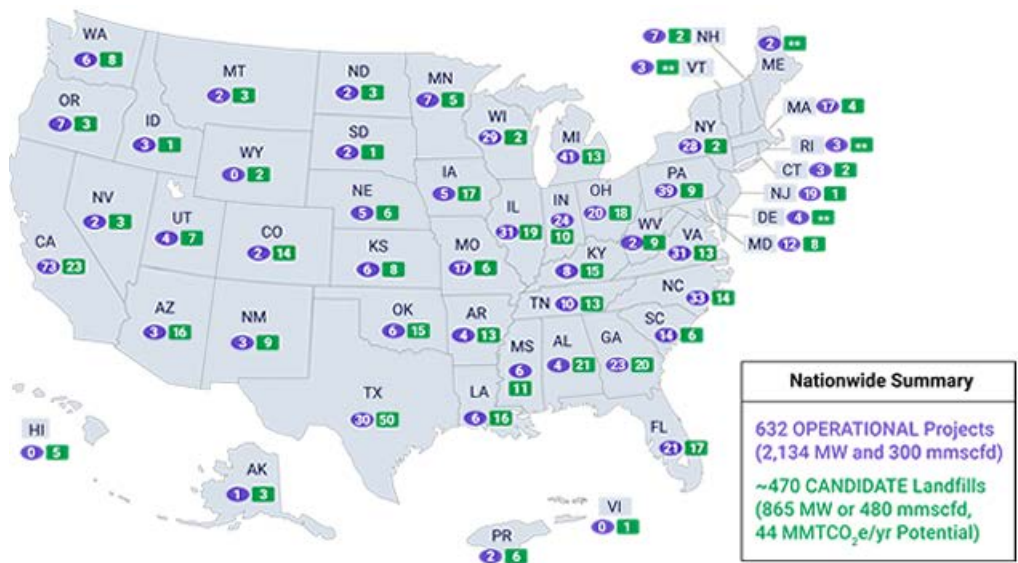 WA
6 8
MT
2 3
ND
2 3
MN
7 5
7 2 NH
3 ** VT
2 **
ME
OR
7 3
ID
3 1
WY
0 2
SD
2 1
WI
29 2
MI
41 13
NY
28 2
MA 17 4
RI 3 **
CT 3 2
NJ 19 1
DE 4 **
MD 12 8
NV
2 3
UT
4 7
CO
2 14
NE
5 6
IA
5 17
IL
31 19
IN
24
10
OH
20 18
PA
39 9
WV
2 9
VA
31 13
CA
73 23
KS
6 8
MO
17 6
KY
8 15
NC
33 14
AZ
3 16
NM
3 9
OK
6 15
AR
4 13
TN 10 13
SC
14 6
MS
6
11
AL
4 21
GA
23 20
TX
30 50
LA
6 16
FL
21 17
HI
0 5
AK
1 3
PR
2 6
VI
0 1
Nationwide Summary
632 OPERATIONAL Projects
(2,134 MW and 300 mmscfd)
~470 CANDIDATE Landfills
(865 MW or 480 mmscfd,
44 MMTCO₂e/yr Potential)